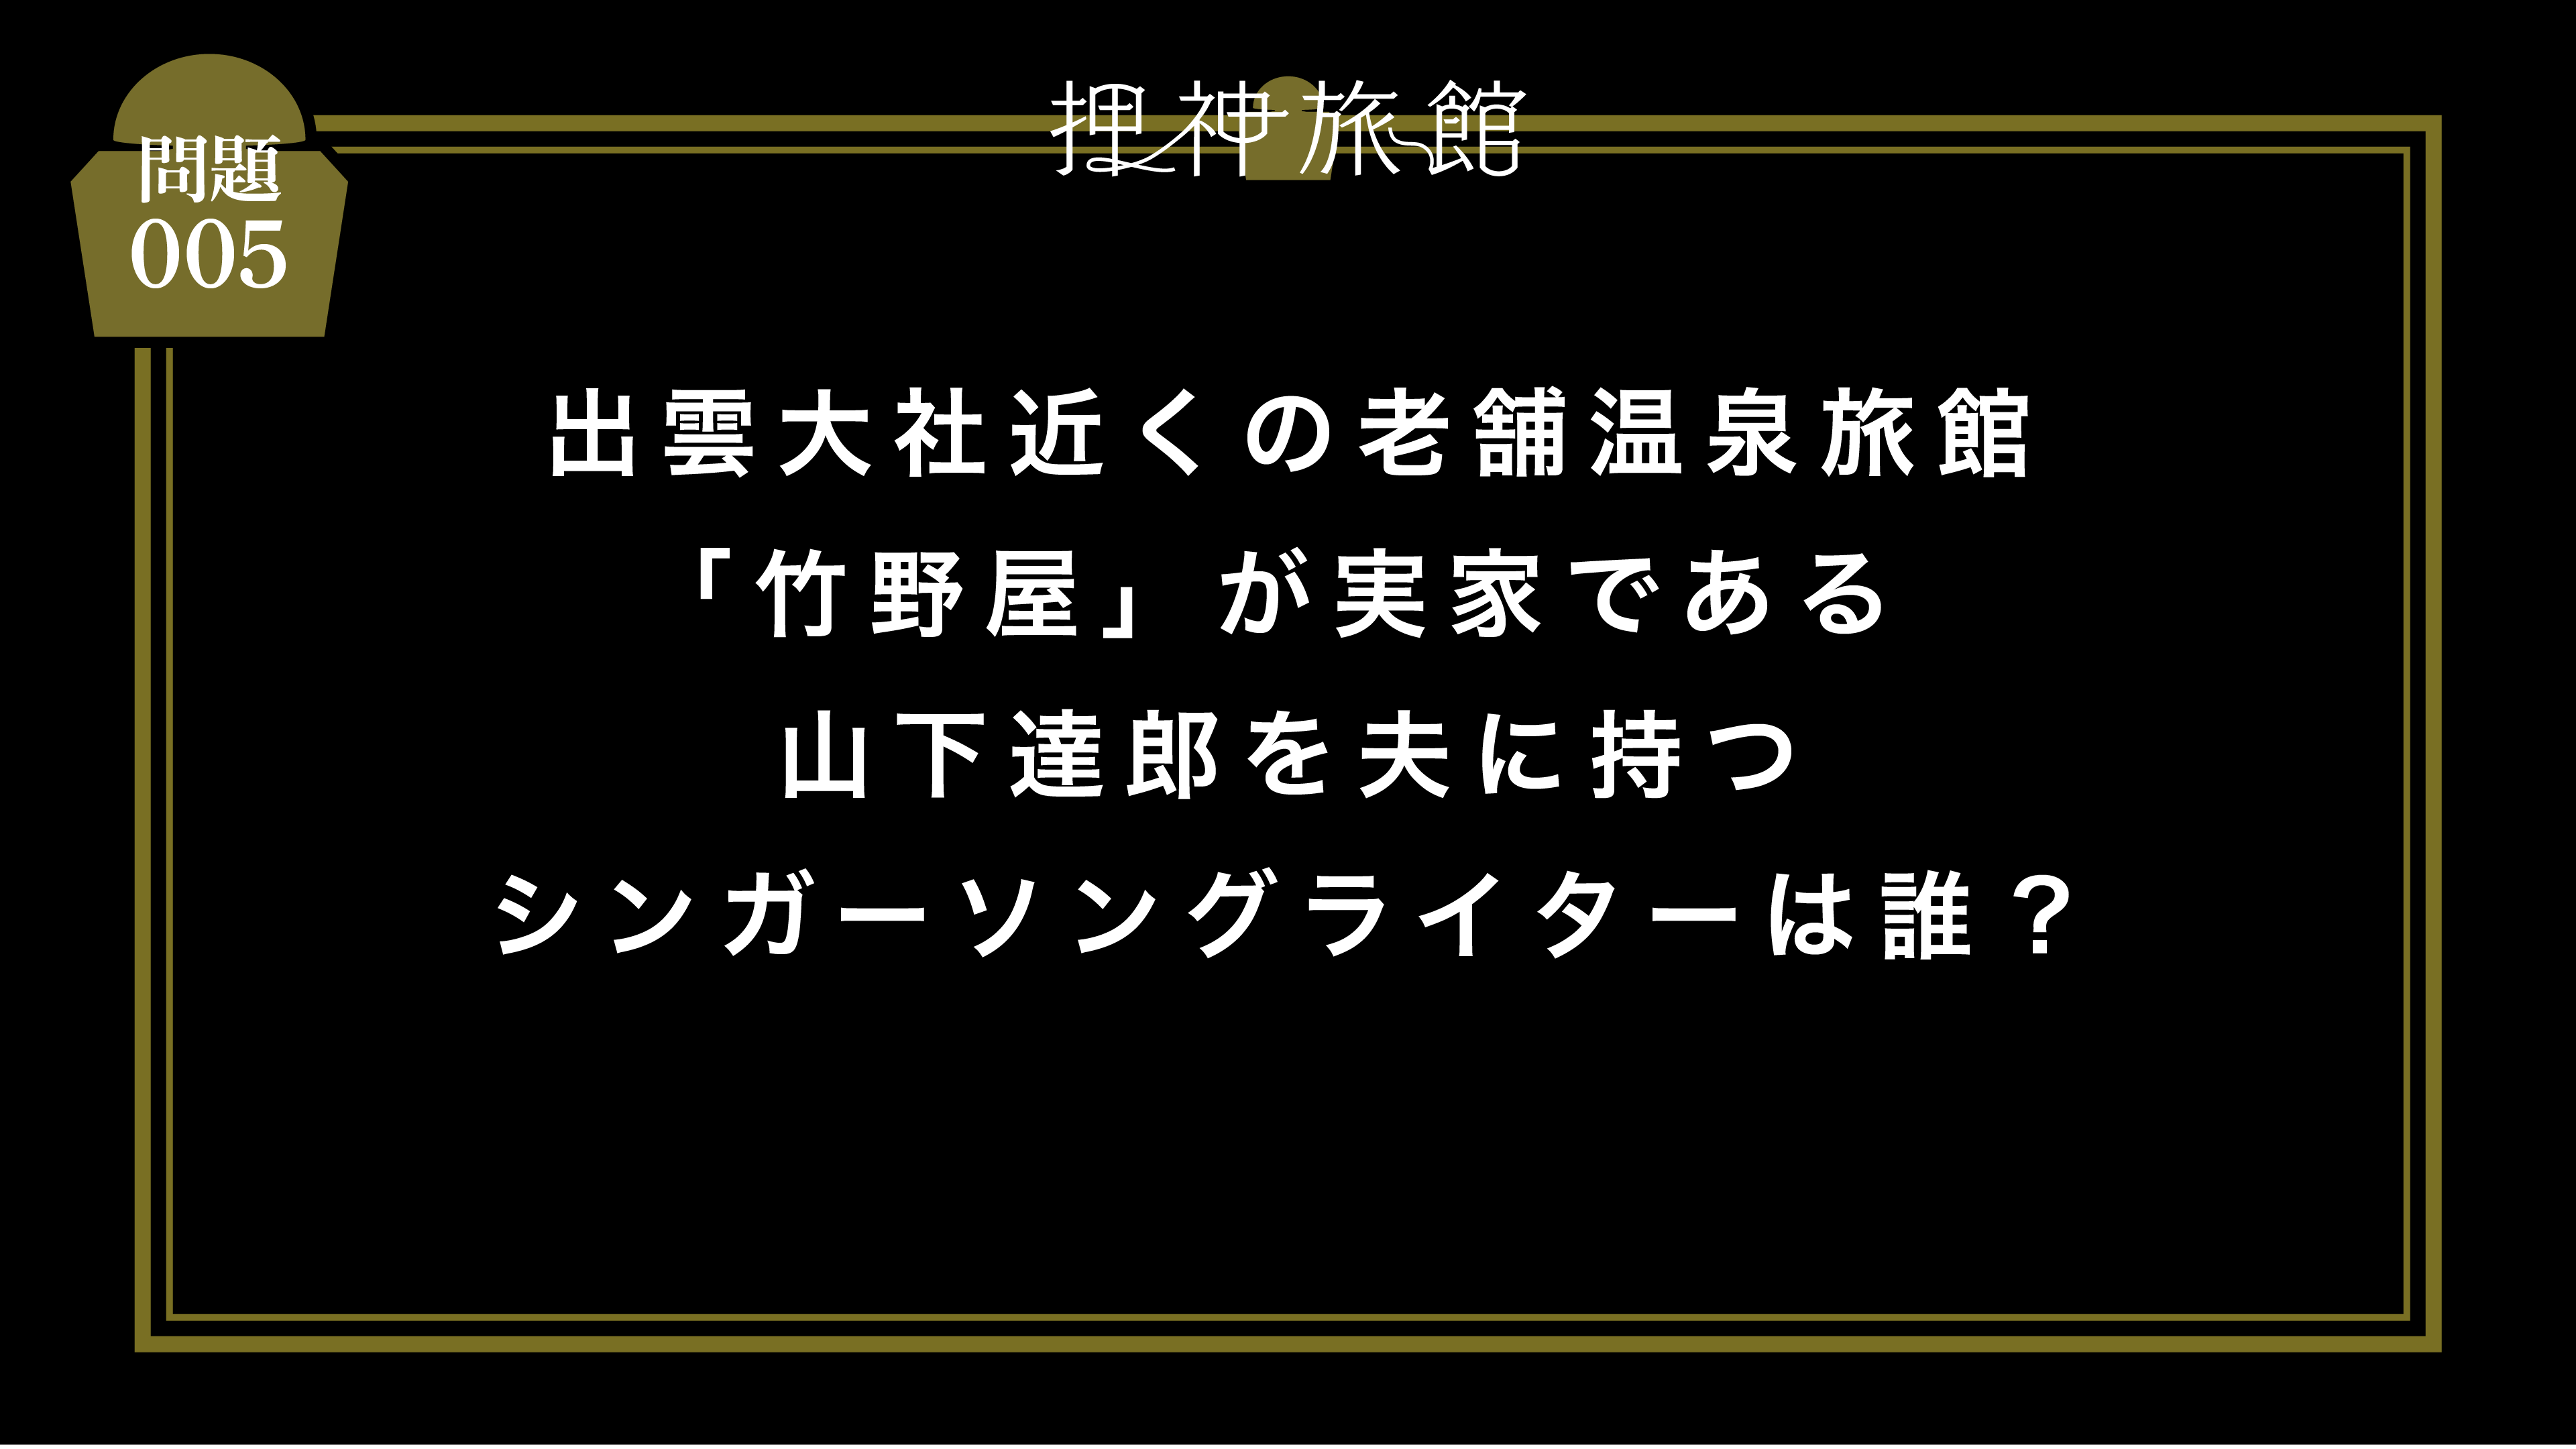 押神旅館
問題
005
出雲大社近くの老舗温泉旅館
「竹野屋」が実家である
山下達郎を夫に持つ
シンガーソングライターは誰？